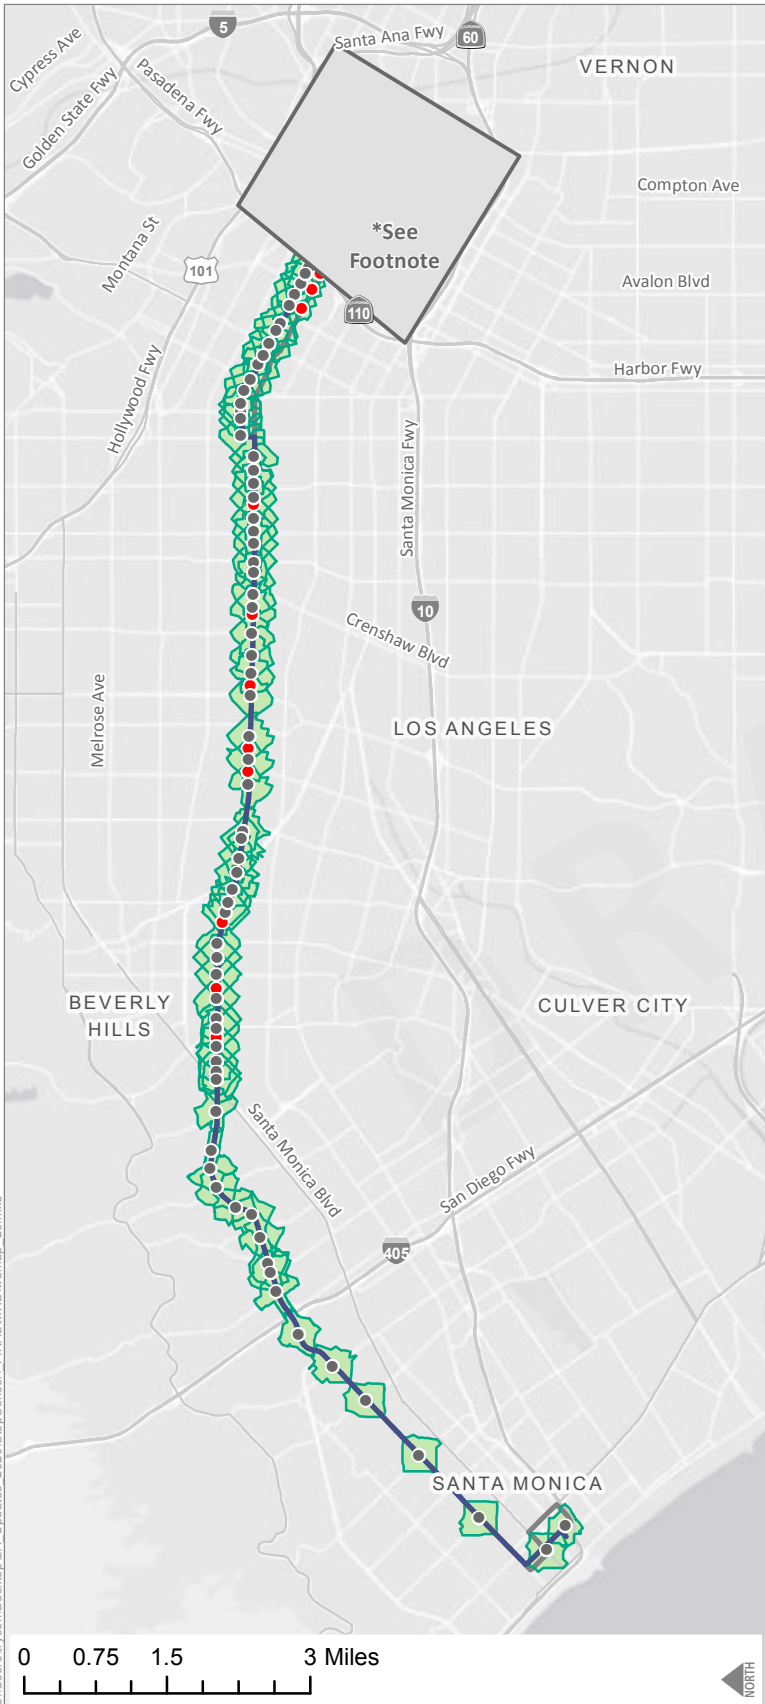 5
Santa Ana Fwy
60
VERNON
Cypress Ave
Golden State Fwy
Pasadena Fwy
Compton Ave
*See
Footnote
Montana St
101
Avalon Blvd
110
Harbor Fwy
Hollywood Fwy
Santa Monica Fwy
10
Crenshaw Blvd
Melrose Ave
LOS ANGELES
BEVERLY
HILLS
CULVER CITY
Santa Monica Blvd
San Diego Fwy
405
SANTA MONICA
0 0.75 1.5 3 Miles
NORTH